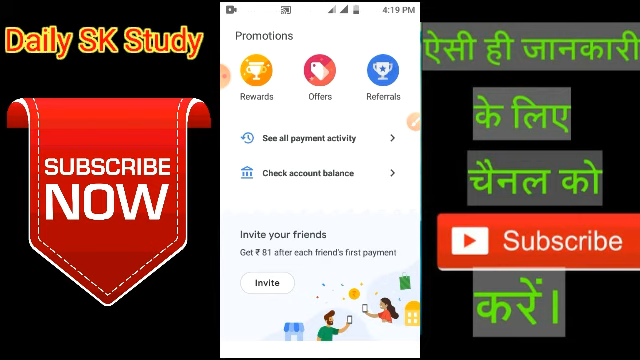 Daily SK Study
SUBSCRIBE
NOW
4:19 PM
Promotions
Rewards
Offers
Referrals
See all payment activity
Check account balance
Invite your friends
Get ₹ 81 after each friend's first payment
Invite
ऐसी ही जानकारी
के लिए
चैनल को
Subscribe
करें।